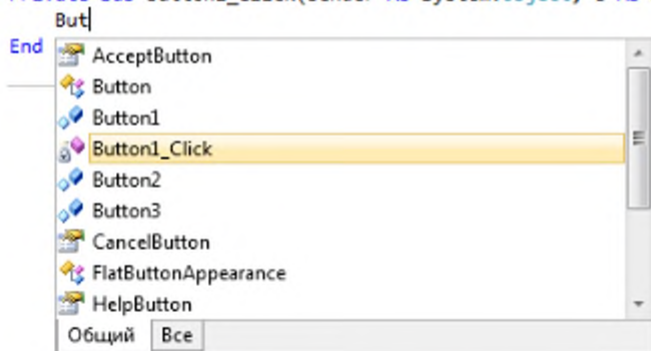 But
End
AcceptButton
Button
Button1
Button1_Click
Button2
Button3
CancelButton
FlatButtonAppearance
HelpButton
Общий Все